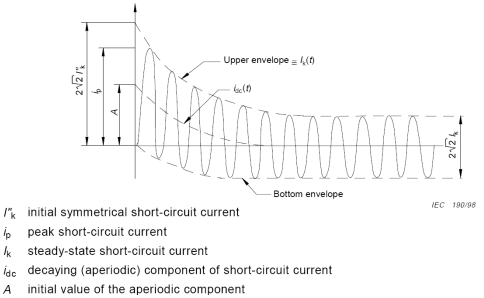 Upper envelope ≅ Ik(t)
idc(t)
2√2 I"k
ip
A
2√2 Ik
Bottom envelope
IEC 190/98
I"k initial symmetrical short-circuit current
ip peak short-circuit current
Ik steady-state short-circuit current
idc decaying (aperiodic) component of short-circuit current
A initial value of the aperiodic component